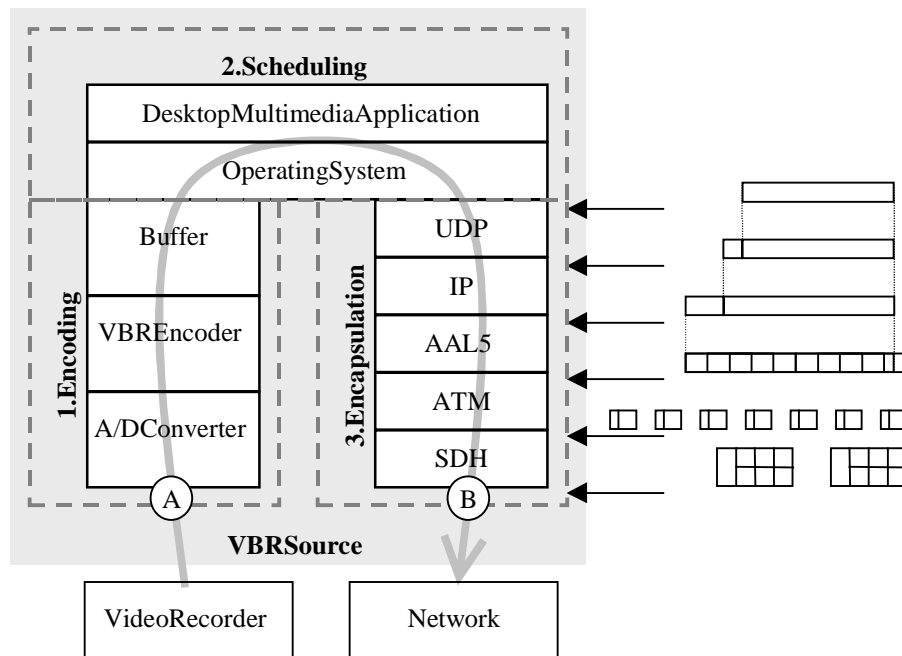 2.Scheduling
DesktopMultimediaApplication
OperatingSystem
1.Encoding
Buffer
VBREncoder
A/DConverter
3.Encapsulation
UDP
IP
AAL5
ATM
SDH
A
B
VBRSource
VideoRecorder
Network